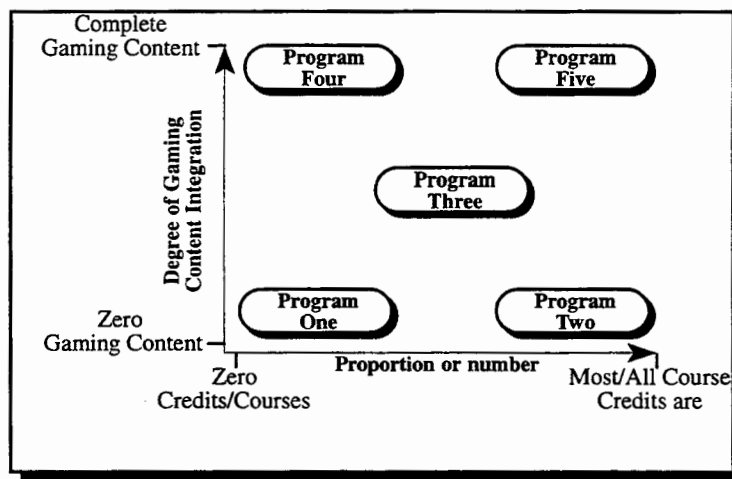 Complete
Gaming Content
Program
Four
Program
Five
Degree of Gaming
Content Integration
Program
Three
Program
One
Program
Two
Zero
Gaming Content
Proportion or number
Zero
Credits/Courses
Most/All Course
Credits are